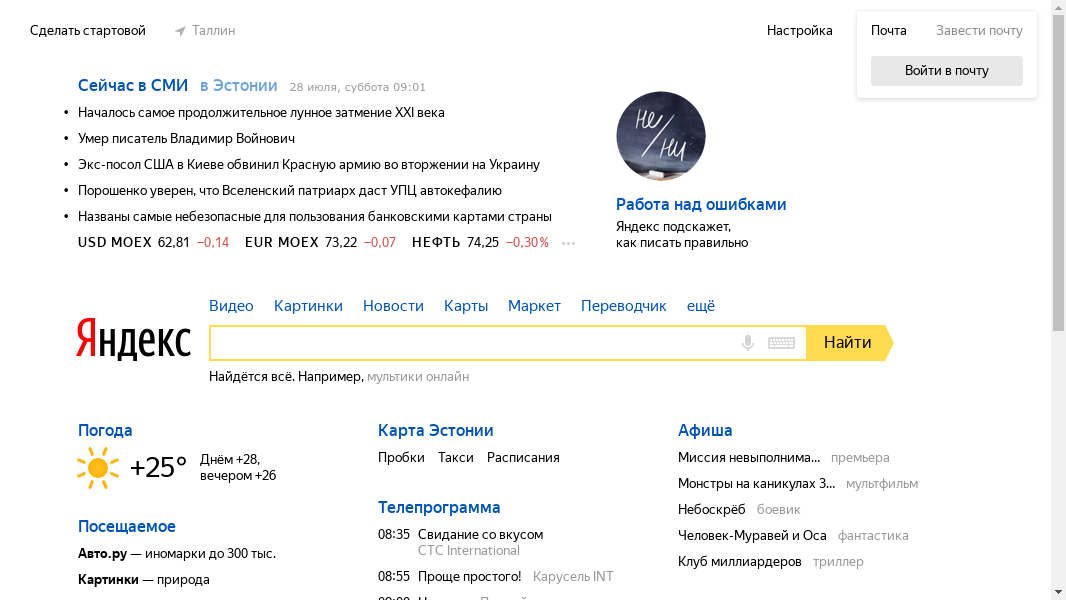 Сделать стартовой
Таллин
Настройка
Почта
Завести почту
Войти в почту
Сейчас в СМИ в Эстонии 28 июля, суббота 09:01
• Началось самое продолжительное лунное затмение XXI века
• Умер писатель Владимир Войнович
• Экс-посол США в Киеве обвинил Красную армию во вторжении на Украину
• Порошенко уверен, что Вселенский патриарх даст УПЦ автокефалию
• Названы самые небезопасные для пользования банковскими картами страны
USD MOEX 62,81 −0,14 EUR MOEX 73,22 −0,07 НЕФТЬ 74,25 −0,30%
не/ни
Работа над ошибками
Яндекс подскажет,
как писать правильно
Видео Картинки Новости Карты Маркет Переводчик ещё
Яндекс
Найти
Найдётся всё. Например, мультики онлайн
Погода
+25°
Днём +28,
вечером +26
Посещаемое
Авто.ру — иномарки до 300 тыс.
Картинки — природа
Карта Эстонии
Пробки Такси Расписания
Телепрограмма
08:35 Свидание со вкусом
СТС International
08:55 Проще простого! Карусель INT
Афиша
Миссия невыполнима... премьера
Монстры на каникулах 3... мультфильм
Небоскрёб боевик
Человек-Муравей и Оса фантастика
Клуб миллиардеров триллер